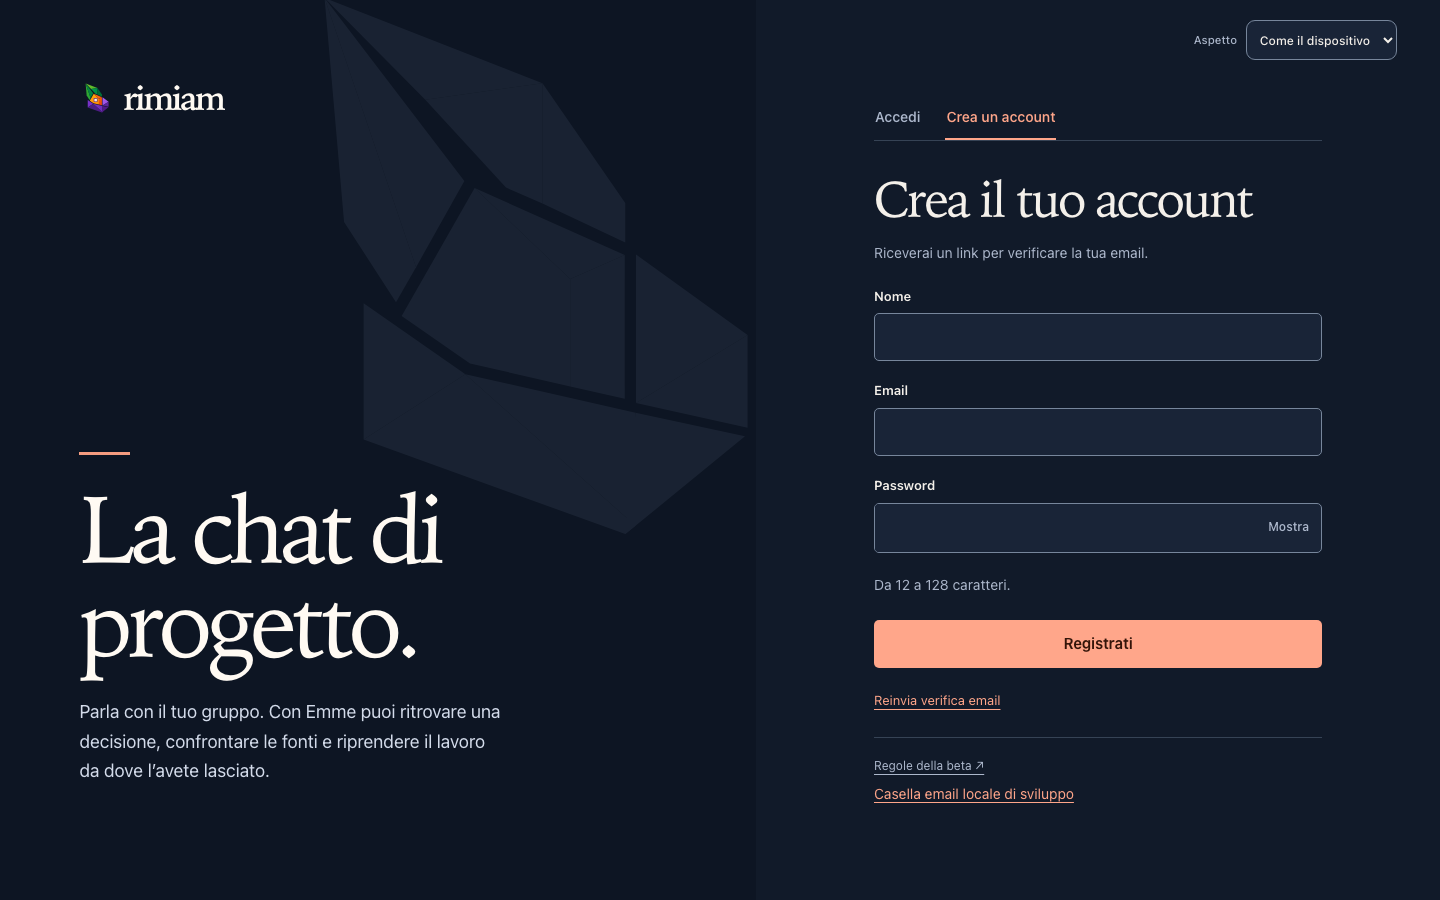 rimiam
La chat di
progetto.
Parla con il tuo gruppo. Con Emme puoi ritrovare una
decisione, confrontare le fonti e riprendere il lavoro
da dove l’avete lasciato.
Aspetto
Come il dispositivo
Accedi
Crea un account
Crea il tuo account
Riceverai un link per verificare la tua email.
Nome
Email
Password
Mostra
Da 12 a 128 caratteri.
Registrati
Reinvia verifica email
Regole della beta ↗
Casella email locale di sviluppo